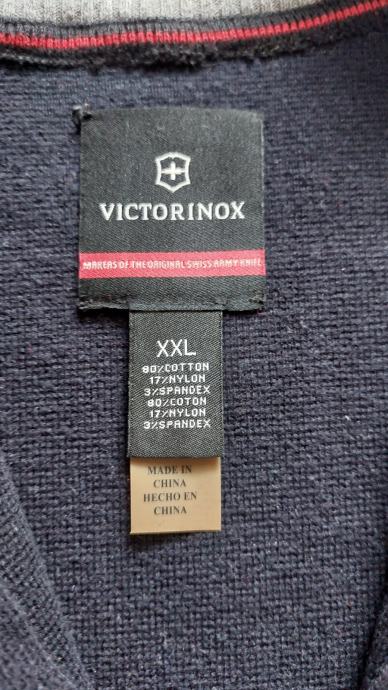 VICTORINOX
MAKERS OF THE ORIGINAL SWISS ARMY KNIFE
XXL
80%COTTON
17%NYLON
3%SPANDEX
80%COTON
17%NYLON
3%SPANDEX
MADE IN
CHINA
HECHO EN
CHINA